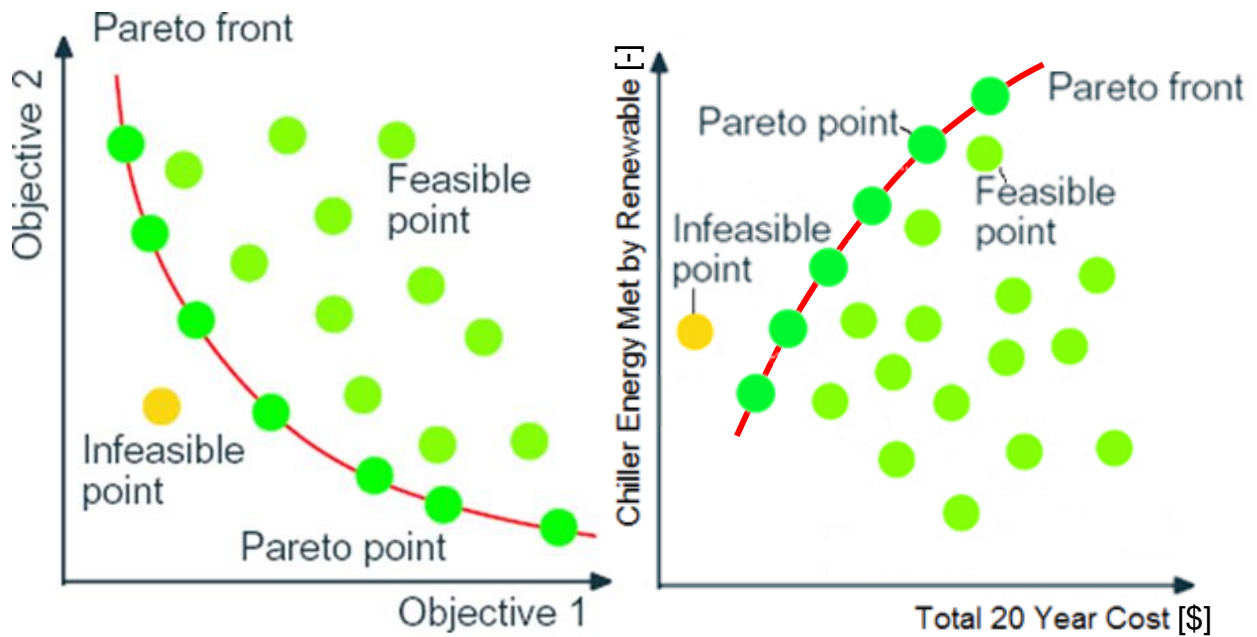 Pareto front
Objective 2
Feasible
point
Infeasible
point
Pareto point
Objective 1
Chiller Energy Met by Renewable [-]
Pareto front
Pareto point
Feasible
point
Infeasible
point
Total 20 Year Cost [$]